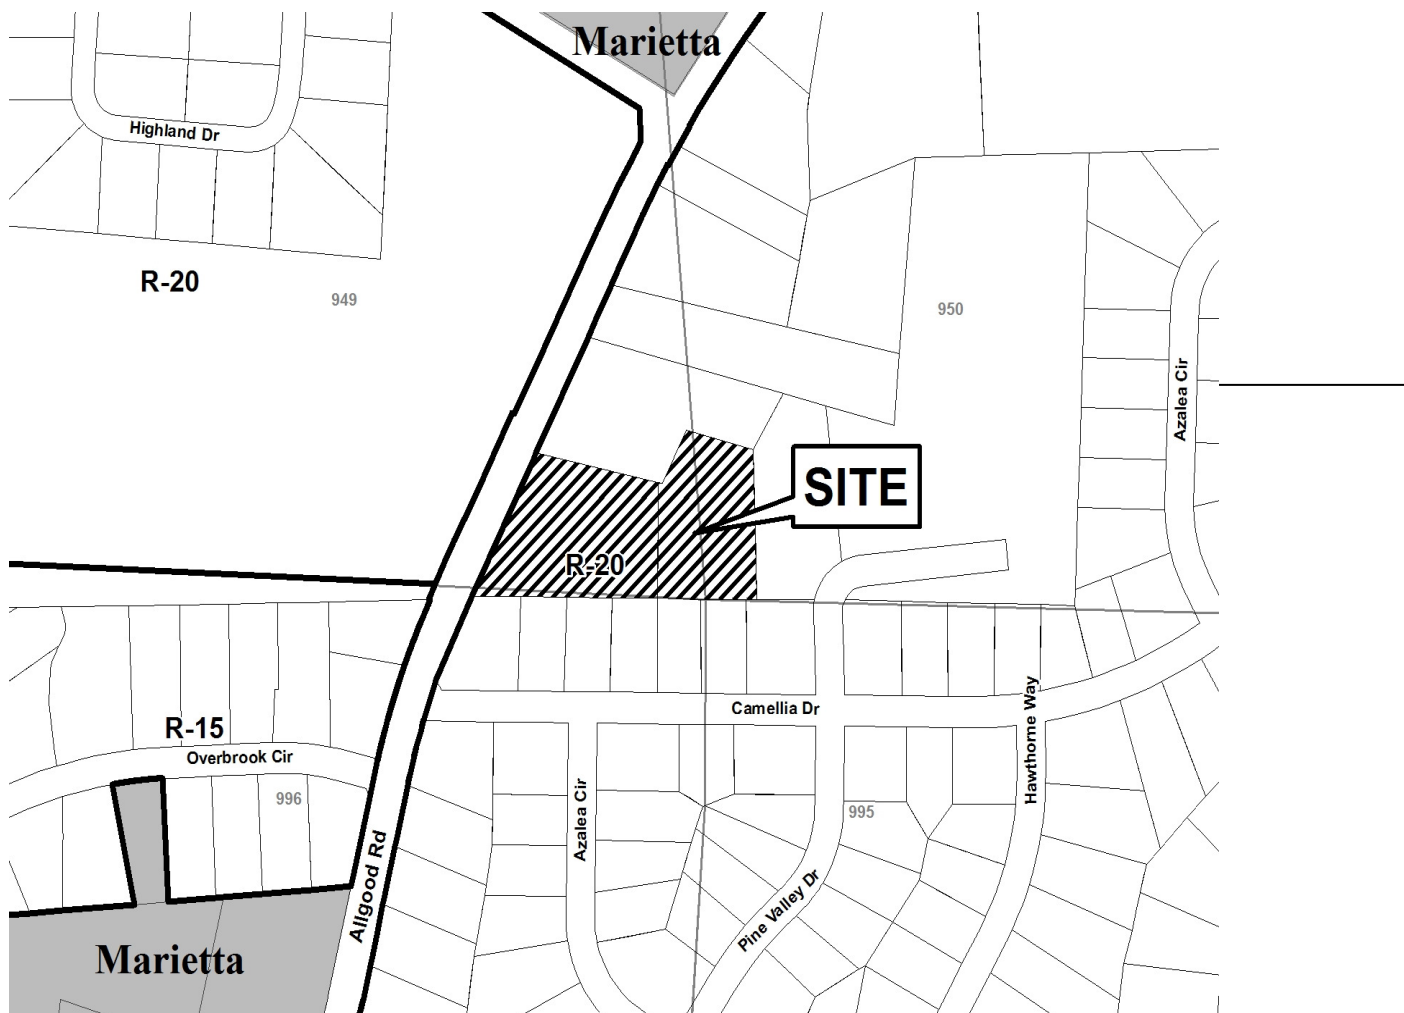 Marietta
Highland Dr
R-20
949
950
Azalea Cir
SITE
R-20
Camellia Dr
Hawthorne Way
R-15
Overbrook Cir
996
Azalea Cir
995
Allgood Rd
Pine Valley Dr
Marietta